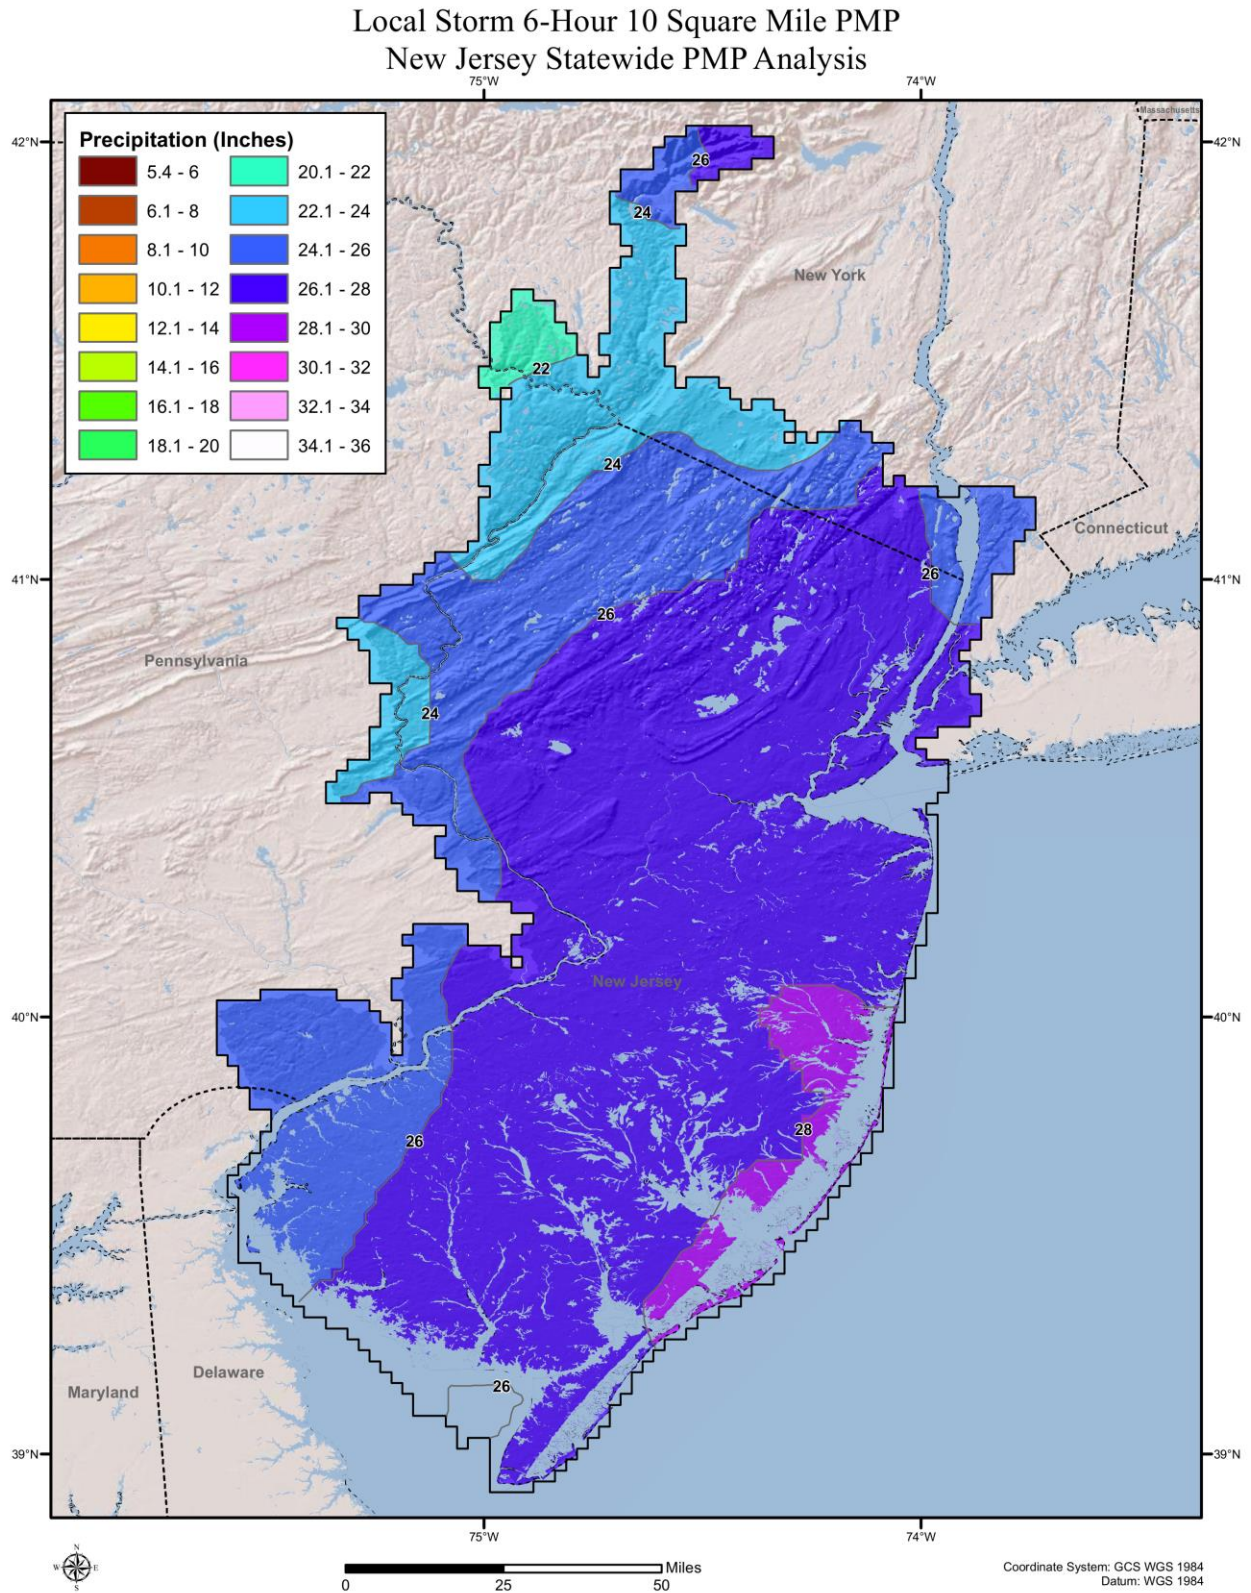 Local Storm 6-Hour 10 Square Mile PMP
New Jersey Statewide PMP Analysis
75°W
74°W
Massachusetts
42°N
42°N
Precipitation (Inches)
5.4 - 6
20.1 - 22
6.1 - 8
22.1 - 24
8.1 - 10
24.1 - 26
10.1 - 12
26.1 - 28
12.1 - 14
28.1 - 30
14.1 - 16
30.1 - 32
16.1 - 18
32.1 - 34
18.1 - 20
34.1 - 36
26
24
New York
22
24
Connecticut
41°N
26
41°N
26
Pennsylvania
24
New Jersey
40°N
40°N
28
26
Delaware
26
Maryland
39°N
39°N
75°W
74°W
N
W
E
S
Miles
0
25
50
Coordinate System: GCS WGS 1984
Datum: WGS 1984